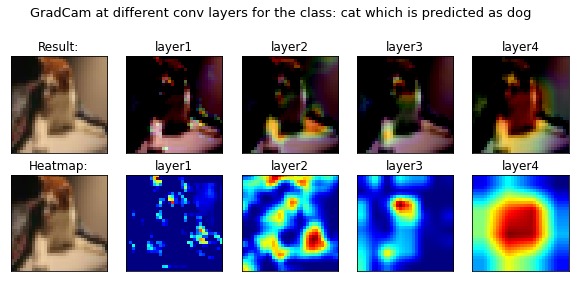 GradCam at different conv layers for the class: cat which is predicted as dog
Result: layer1 layer2 layer3 layer4
Heatmap: layer1 layer2 layer3 layer4